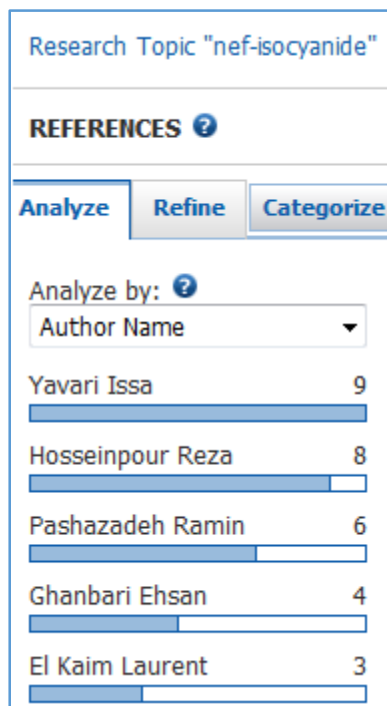 Research Topic "nef-isocyanide"
REFERENCES ?
Analyze Refine Categorize
Analyze by: ?
Author Name
Yavari Issa 9
Hosseinpour Reza 8
Pashazadeh Ramin 6
Ghanbari Ehsan 4
El Kaim Laurent 3